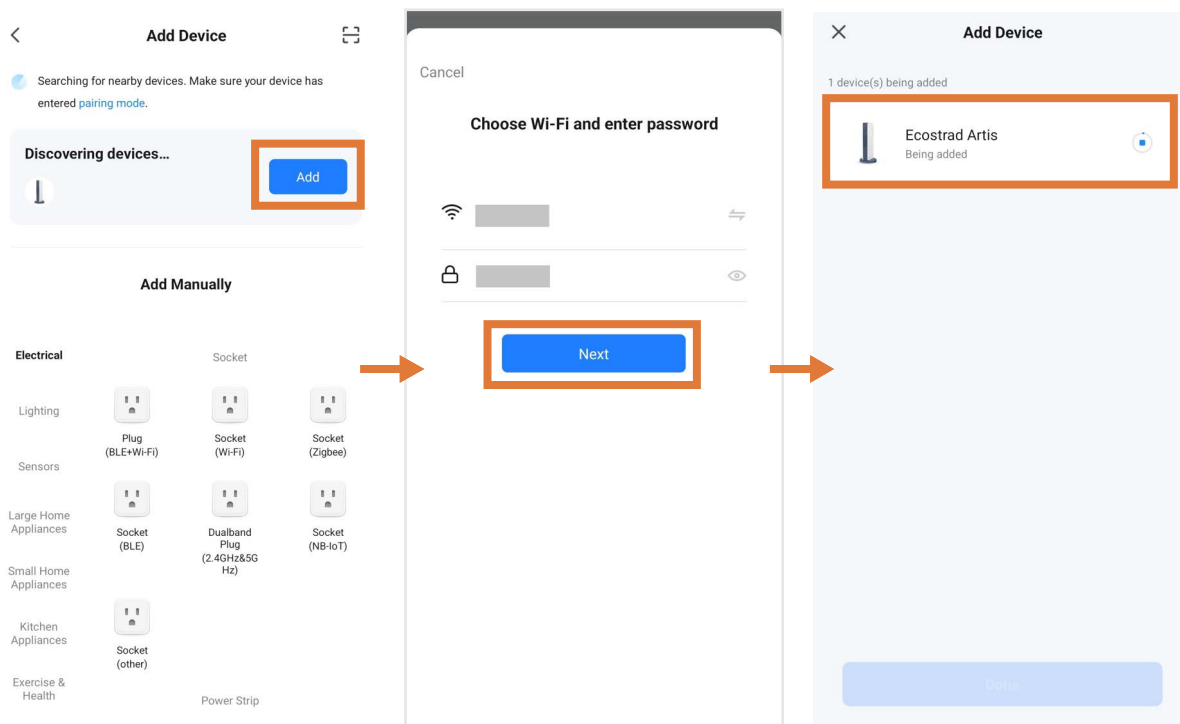 Add Device
Searching for nearby devices. Make sure your device has
entered pairing mode.
Discovering devices...
Add
Add Manually
Electrical
Socket
Lighting
Plug
(BLE+Wi-Fi)
Socket
(Wi-Fi)
Socket
(Zigbee)
Sensors
Large Home
Appliances
Socket
(BLE)
Dualband
Plug
(2.4GHz&5G
Hz)
Socket
(NB-IoT)
Small Home
Appliances
Kitchen
Appliances
Socket
(other)
Exercise &
Health
Power Strip
Cancel
Choose Wi-Fi and enter password
Next
Add Device
1 device(s) being added
Ecostrad Artis
Being added
Done